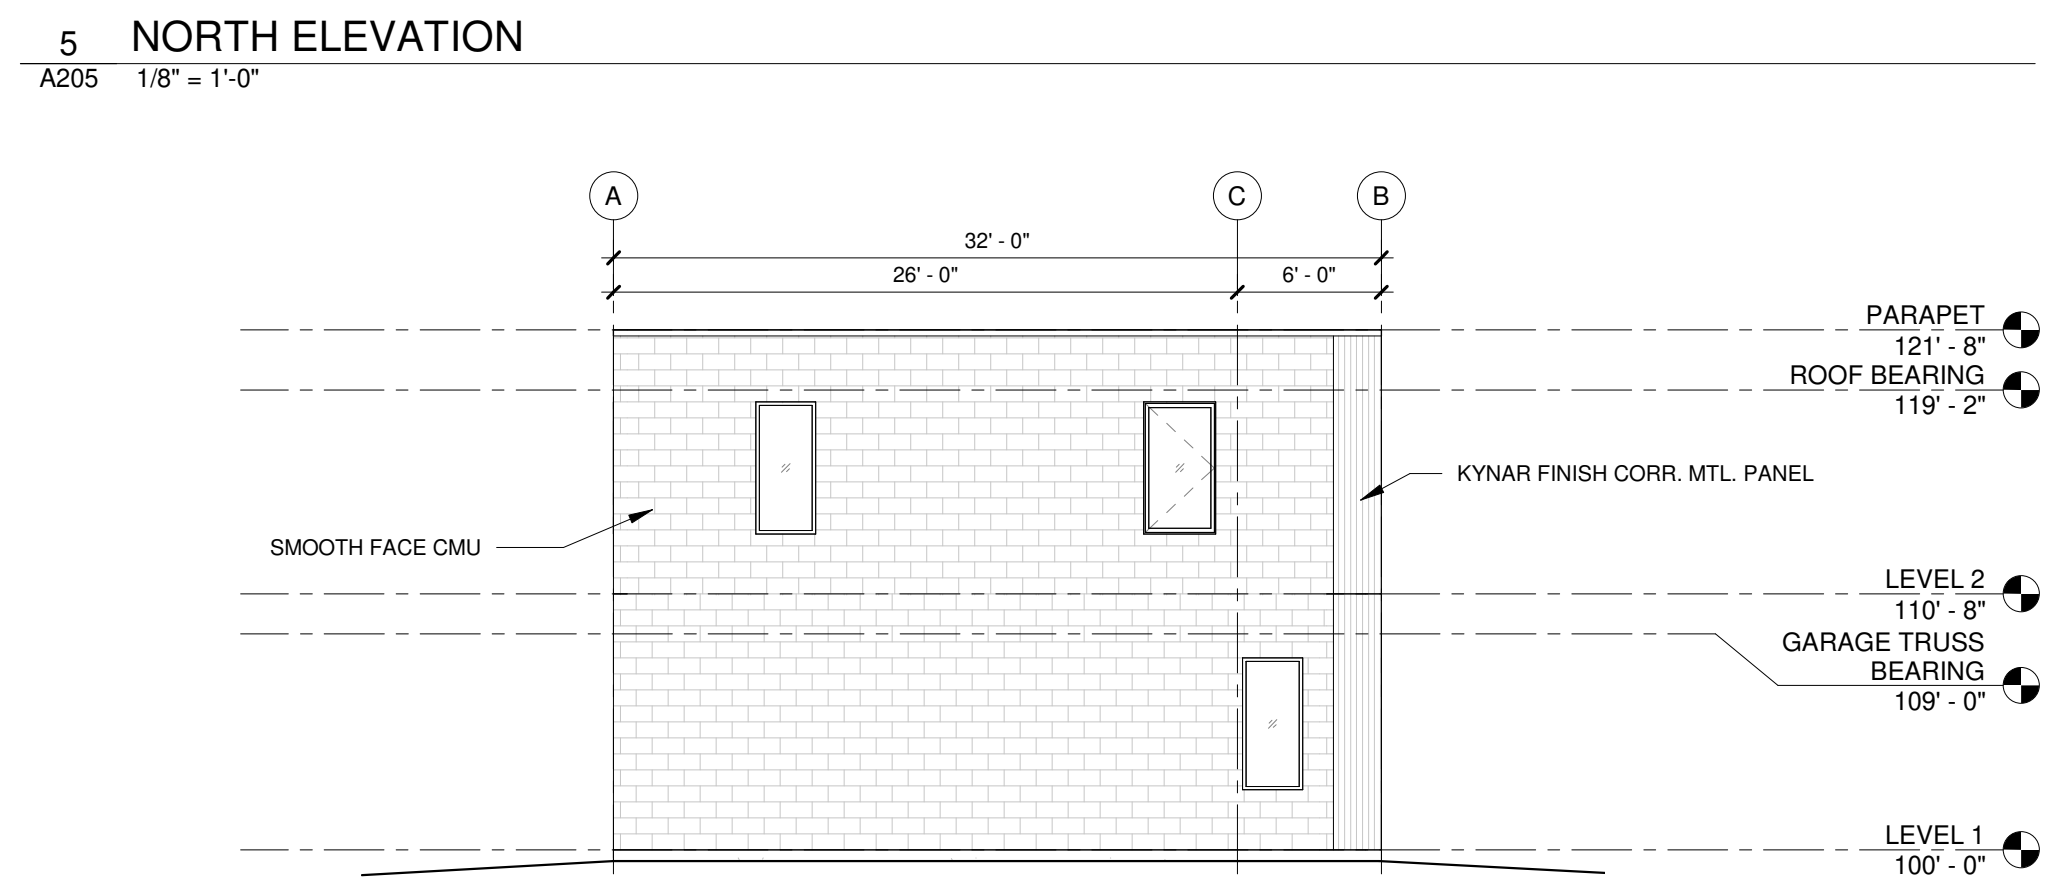 5 NORTH ELEVATION
A205 1/8" = 1'-0"
A C B
32' - 0"
26' - 0" 6' - 0"
PARAPET
121' - 8"
ROOF BEARING
119' - 2"
KYNAR FINISH CORR. MTL. PANEL
SMOOTH FACE CMU
LEVEL 2
110' - 8"
GARAGE TRUSS
BEARING
109' - 0"
LEVEL 1
100' - 0"